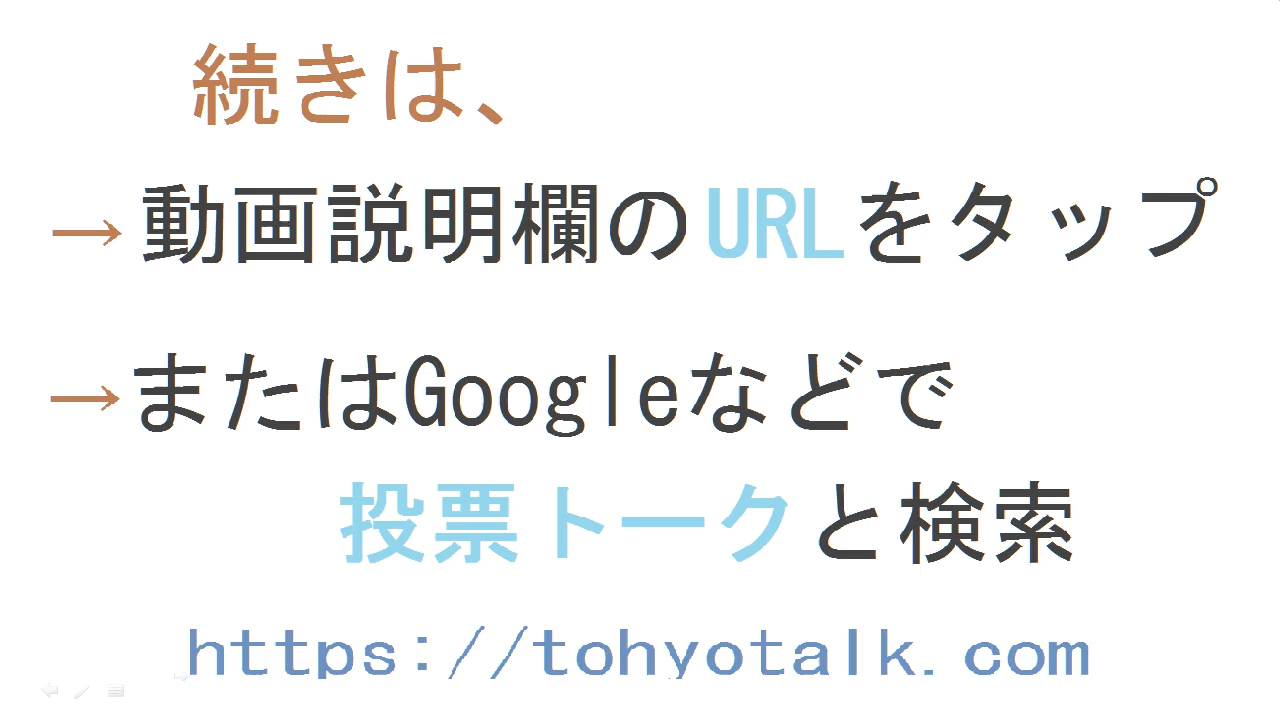 続きは、
→動画説明欄のURLをタップ
→またはGoogleなどで
投票トークと検索
https://tohyotalk.com